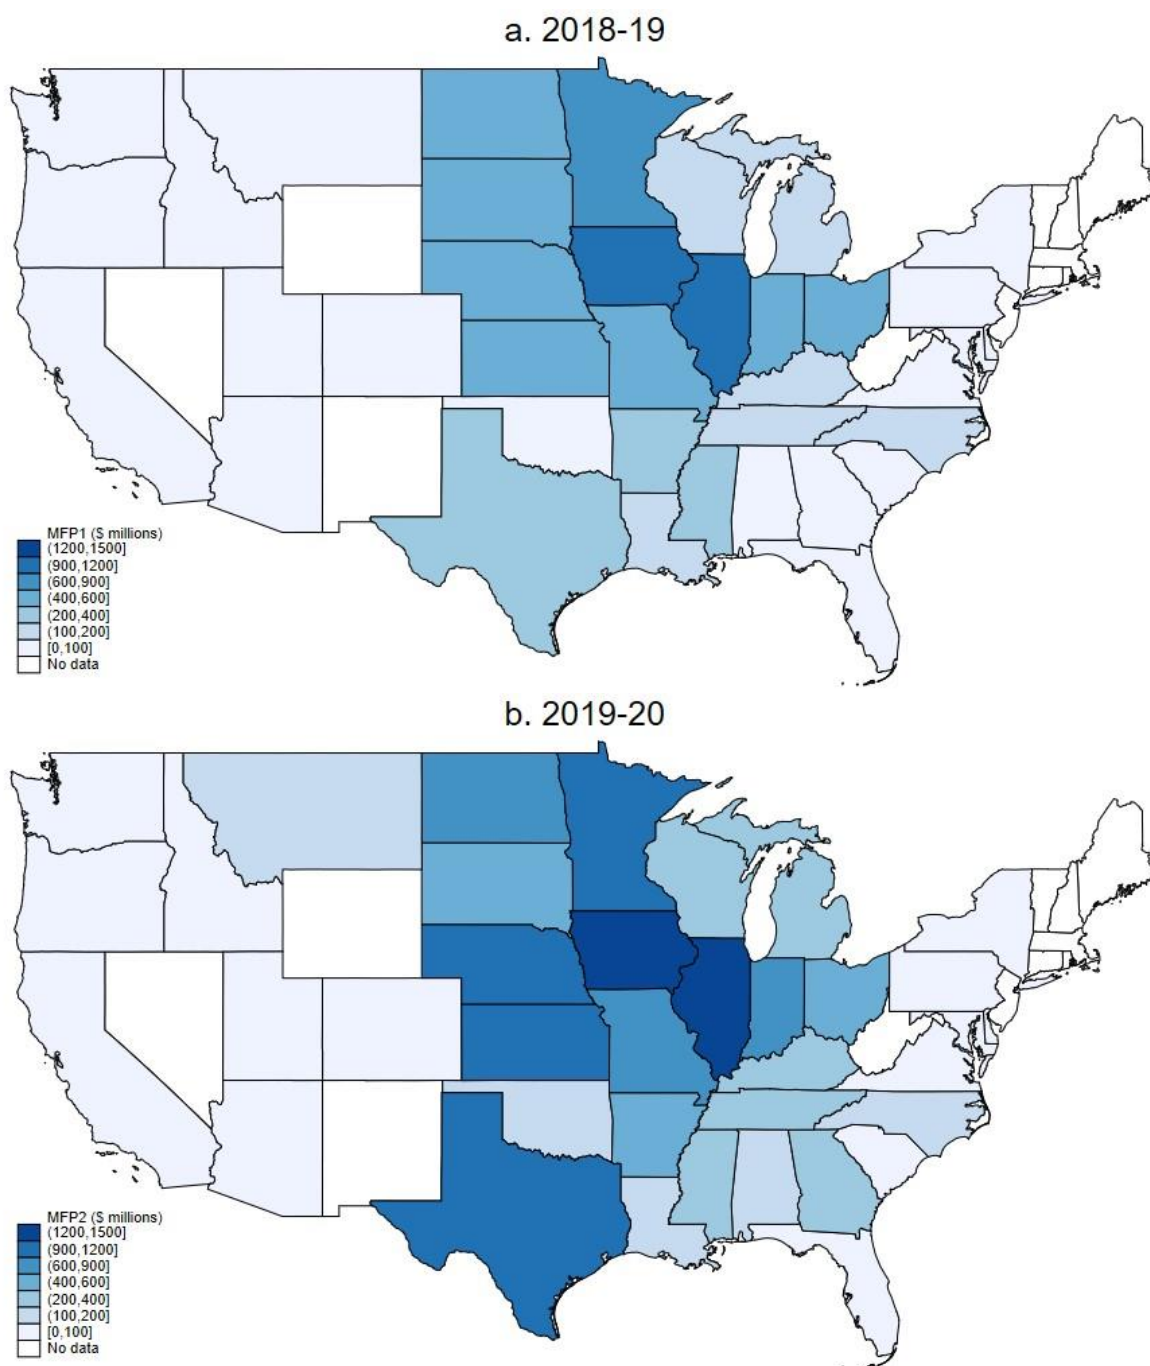 a. 2018-19
MFP1 ($ millions)
(1200,1500]
(900,1200]
(600,900]
(400,600]
(200,400]
(100,200]
[0,100]
No data
b. 2019-20
MFP2 ($ millions)
(1200,1500]
(900,1200]
(600,900]
(400,600]
(200,400]
(100,200]
[0,100]
No data